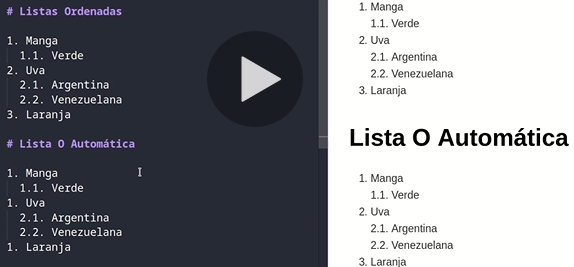 # Listas Ordenadas
1. Manga
1.1. Verde
2. Uva
2.1. Argentina
2.2. Venezuelana
3. Laranja
# Lista O Automática
1. Manga
1.1. Verde
1. Uva
2.1. Argentina
2.2. Venezuelana
1. Laranja
1. Manga
1.1. Verde
2. Uva
2.1. Argentina
2.2. Venezuelana
3. Laranja
Lista O Automática
1. Manga
1.1. Verde
2. Uva
2.1. Argentina
2.2. Venezuelana
3. Laranja